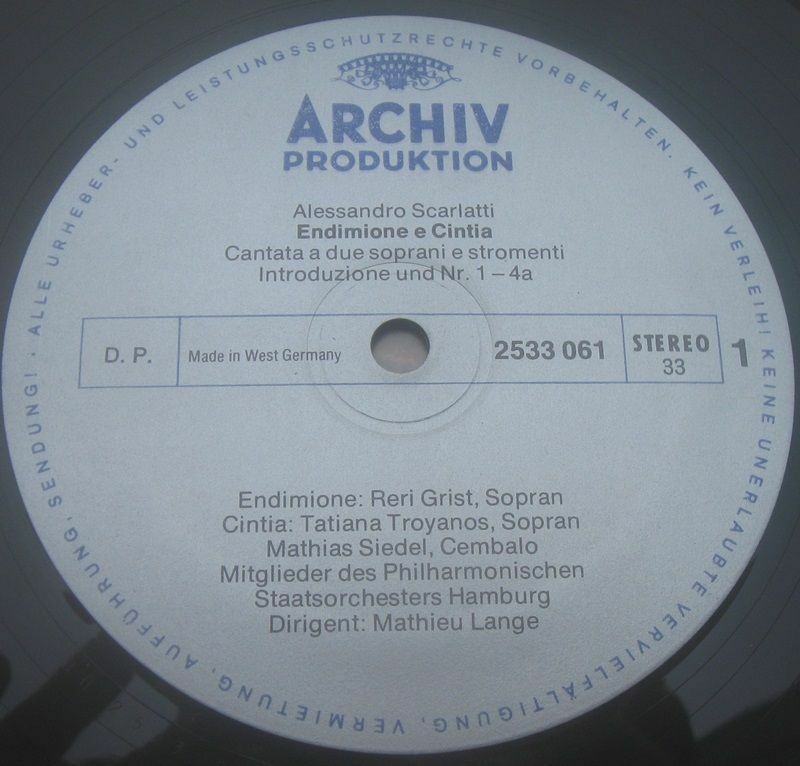 ALLE URHEBER- UND LEISTUNGSSCHUTZRECHTE VORBEHALTEN. KEIN VERLEIH! KEINE UNERLAUBTE VERVIELFÄLTIGUNG, VERMIETUNG, AUFFÜHRUNG, SENDUNG! ·
ARCHIV
PRODUKTION
Alessandro Scarlatti
Endimione e Cintia
Cantata a due soprani e stromenti
Introduzione und Nr. 1 – 4a
D. P. Made in West Germany 2533 061 STEREO 33 1
Endimione: Reri Grist, Sopran
Cintia: Tatiana Troyanos, Sopran
Mathias Siedel, Cembalo
Mitglieder des Philharmonischen
Staatsorchesters Hamburg
Dirigent: Mathieu Lange